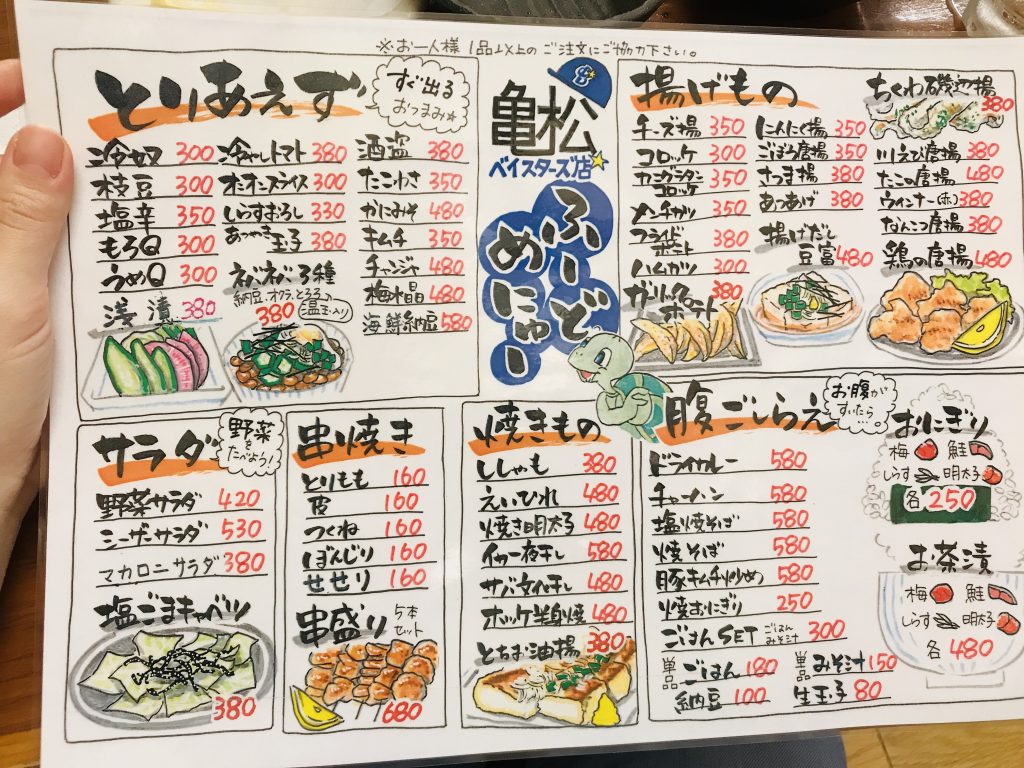 ※お一人様 1品以上のご注文にご協力下さい。
とりあえず
すぐ出る
おつまみ☆
冷奴 300
枝豆 300
塩辛 350
もろQ 300
うめQ 300
浅漬 380
冷やしトマト 380
オニオンスライス 300
しらすおろし 330
あつやき玉子 380
ネバネバ3種
納豆、オクラ、とろろ
温玉入り
380
酒盗 380
たこわさ 350
かにみそ 480
キムチ 350
チャンジャ 480
梅水晶 480
海鮮納豆 580
亀松
ベイスターズ店
ふーど
めにゅー
揚げもの
チーズ揚 350
コロッケ 300
カニグラタンコロッケ 350
メンチカツ 350
フライドポテト 380
ハムカツ 300
ガーリックポテト 380
にんにく揚 350
ごぼう唐揚 380
さつま揚 380
あつあげ 380
揚げだし豆富 480
ちくわ磯辺揚 380
川えび唐揚 380
たこの唐揚 480
ウインナー(赤) 380
なんこつ唐揚 380
鶏の唐揚 480
サラダ
野菜を
たべよう!
野菜サラダ 420
シーザーサラダ 530
マカロニサラダ 380
塩ごまキャベツ
380
串焼き
とりもも 160
皮 160
つくね 160
ぼんじり 160
せせり 160
串盛り 5本セット
680
焼きもの
ししゃも 380
えいひれ 480
焼き明太子 480
イカ一夜干し 580
サバ文化干し 480
ホッケ半身焼 480
とちお油揚 380
腹ごしらえ
お腹が
すいたら…
ドライカレー 580
チャーハン 580
塩焼そば 580
焼そば 580
豚キムチ炒め 580
焼むにぎり 250
ごはんSET ごはん みそ汁 300
単品 ごはん 180
単品 みそ汁 150
納豆 100
生玉子 80
おにぎり
梅 鮭
しらす 明太子
各250
お茶漬
梅 鮭
しらす 明太子
各480